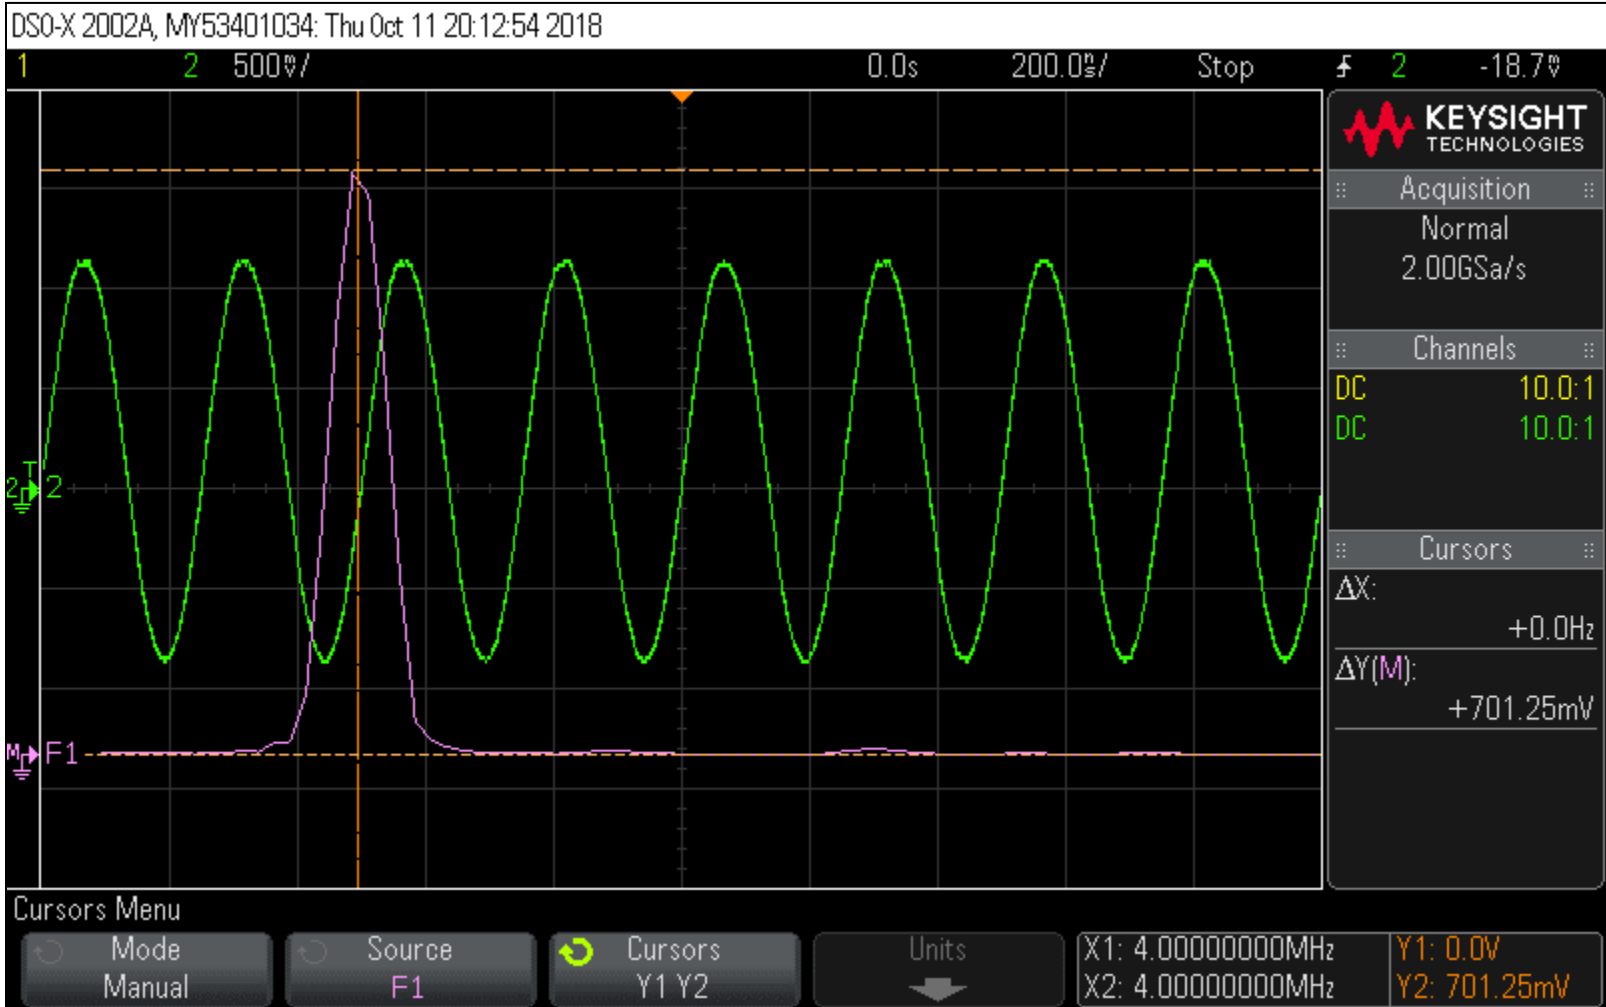 DSO-X 2002A, MY53401034: Thu Oct 11 20:12:54 2018
1 2 500mV/ 0.0s 200.0ns/ Stop 2 -18.7mV
KEYSIGHT
TECHNOLOGIES
Acquisition
Normal
2.00GSa/s
Channels
DC 10.0:1
DC 10.0:1
T
2 2
Cursors
ΔX:
+0.0Hz
ΔY(M):
+701.25mV
M F1
Cursors Menu
Mode
Manual
Source
F1
Cursors
Y1 Y2
Units
X1: 4.00000000MHz
X2: 4.00000000MHz
Y1: 0.0V
Y2: 701.25mV